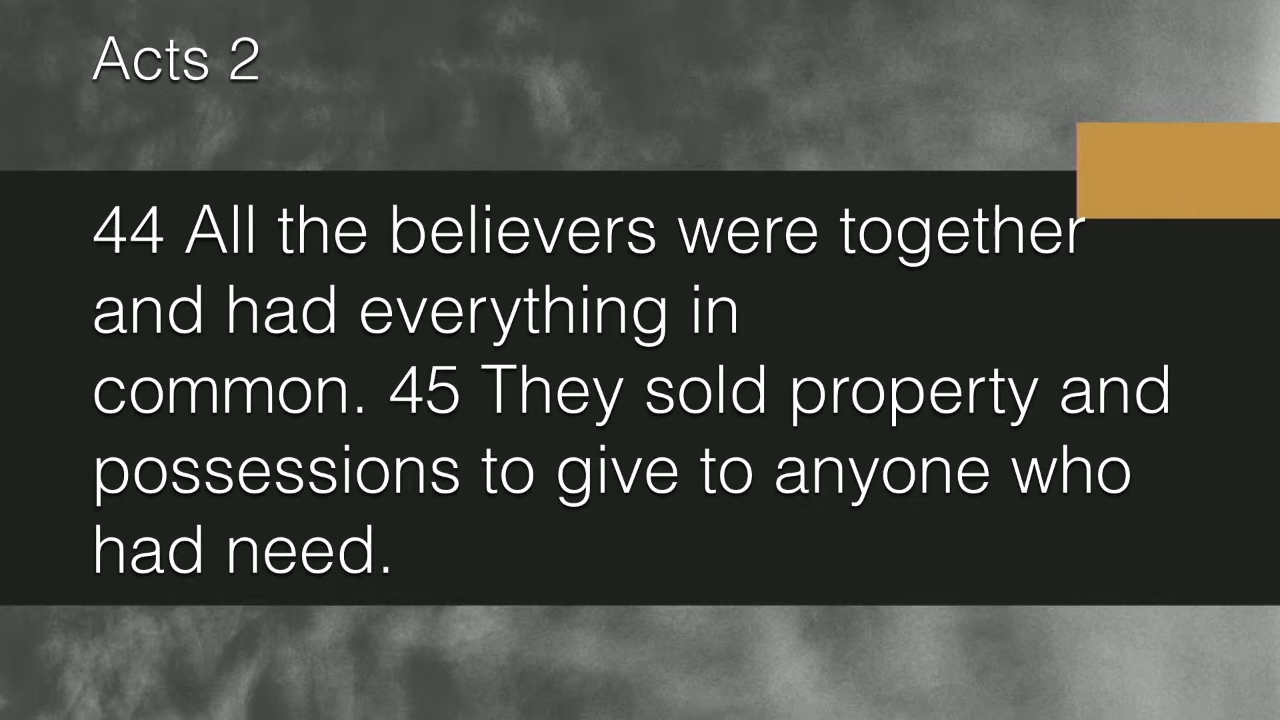 Acts 2
44 All the believers were together
and had everything in
common. 45 They sold property and
possessions to give to anyone who
had need.